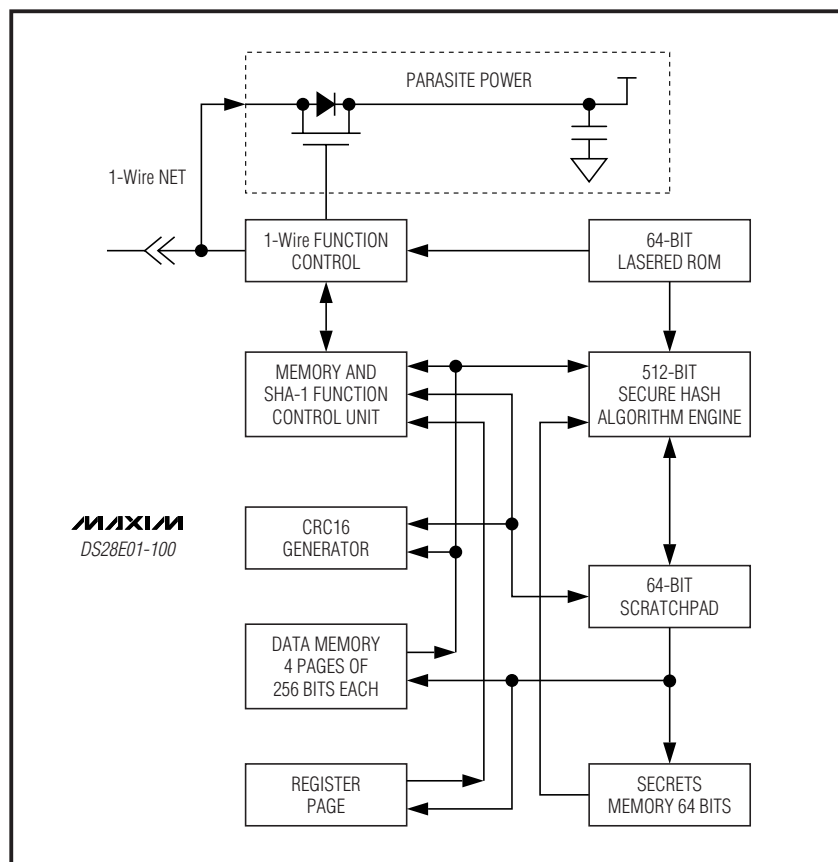 PARASITE POWER
1-Wire NET
1-Wire FUNCTION
CONTROL
64-BIT
LASERED ROM
MEMORY AND
SHA-1 FUNCTION
CONTROL UNIT
512-BIT
SECURE HASH
ALGORITHM ENGINE
MAXIM
DS28E01-100
CRC16
GENERATOR
64-BIT
SCRATCHPAD
DATA MEMORY
4 PAGES OF
256 BITS EACH
REGISTER
PAGE
SECRETS
MEMORY 64 BITS